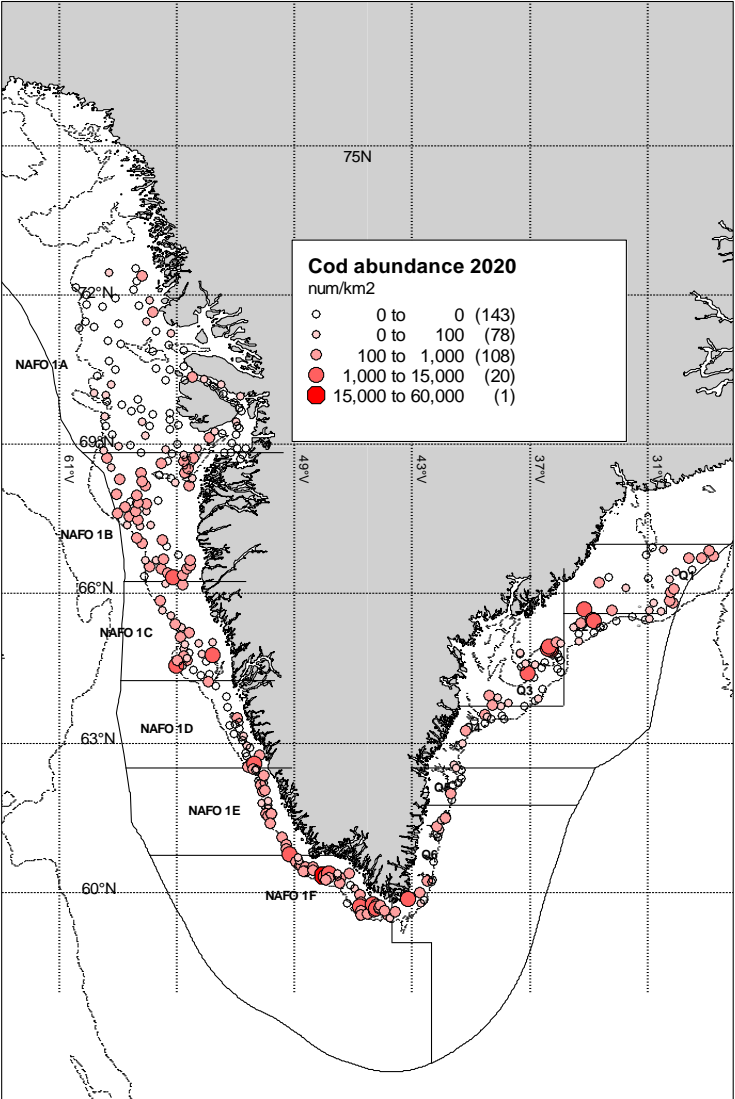 75N
Cod abundance 2020
num/km2
0 to 0 (143)
0 to 100 (78)
100 to 1,000 (108)
1,000 to 15,000 (20)
15,000 to 60,000 (1)
72°N
NAFO 1A
69°N
61°V
49°V
43°V
37°V
31°V
NAFO 1B
Q1
66°N
NAFO 1C
Q3
NAFO 1D
63°N
NAFO 1E
60°N
NAFO 1F